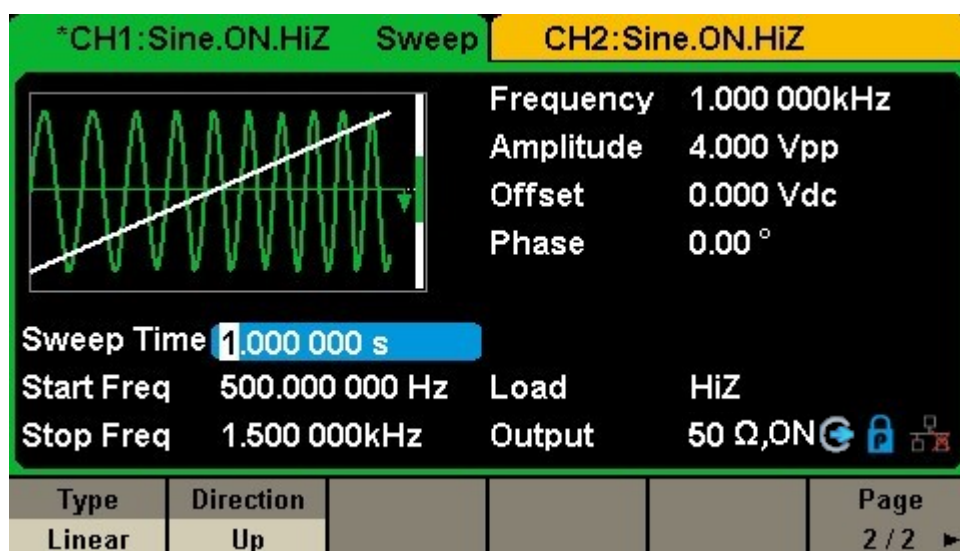 *CH1:Sine.ON.HiZ Sweep CH2:Sine.ON.HiZ
Frequency 1.000 000kHz
Amplitude 4.000 Vpp
Offset 0.000 Vdc
Phase 0.00 °
Sweep Time 1.000 000 s
Start Freq 500.000 000 Hz Load HiZ
Stop Freq 1.500 000kHz Output 50 Ω,ON P
Type Direction Page
Linear Up 2 / 2